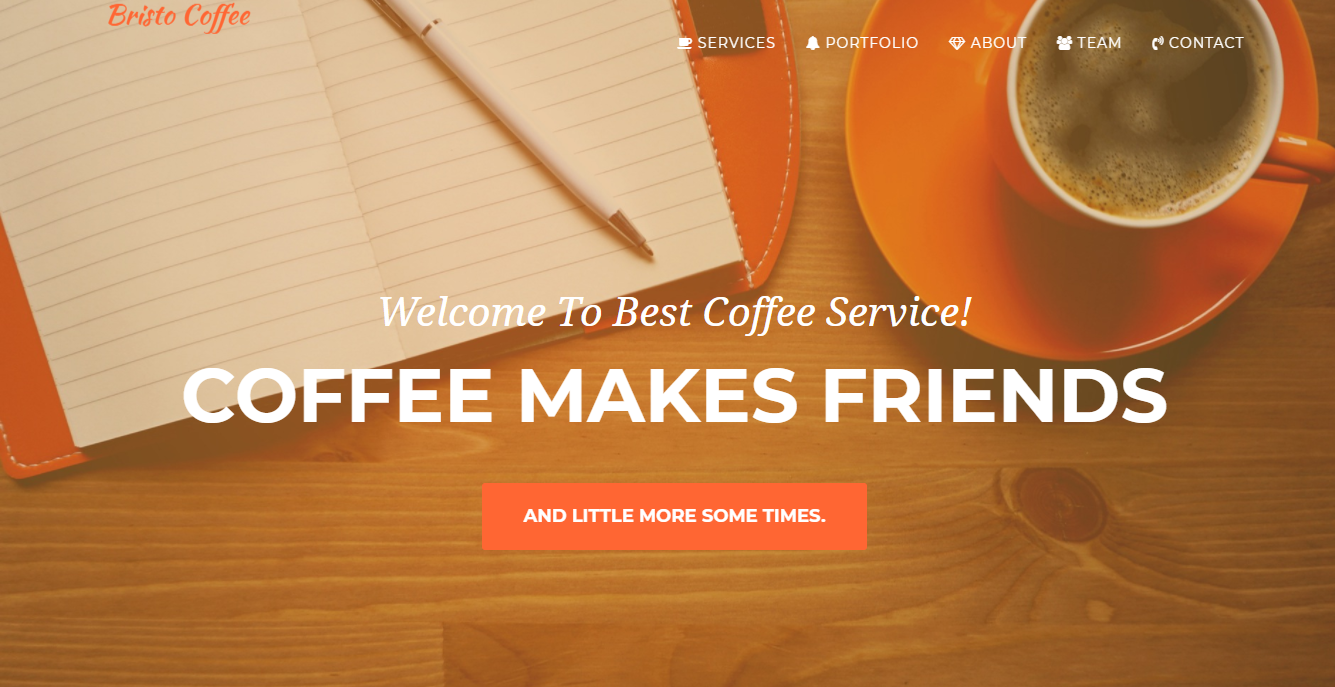 Bristo Coffee
SERVICES PORTFOLIO ABOUT TEAM CONTACT
Welcome To Best Coffee Service!
COFFEE MAKES FRIENDS
AND LITTLE MORE SOME TIMES.